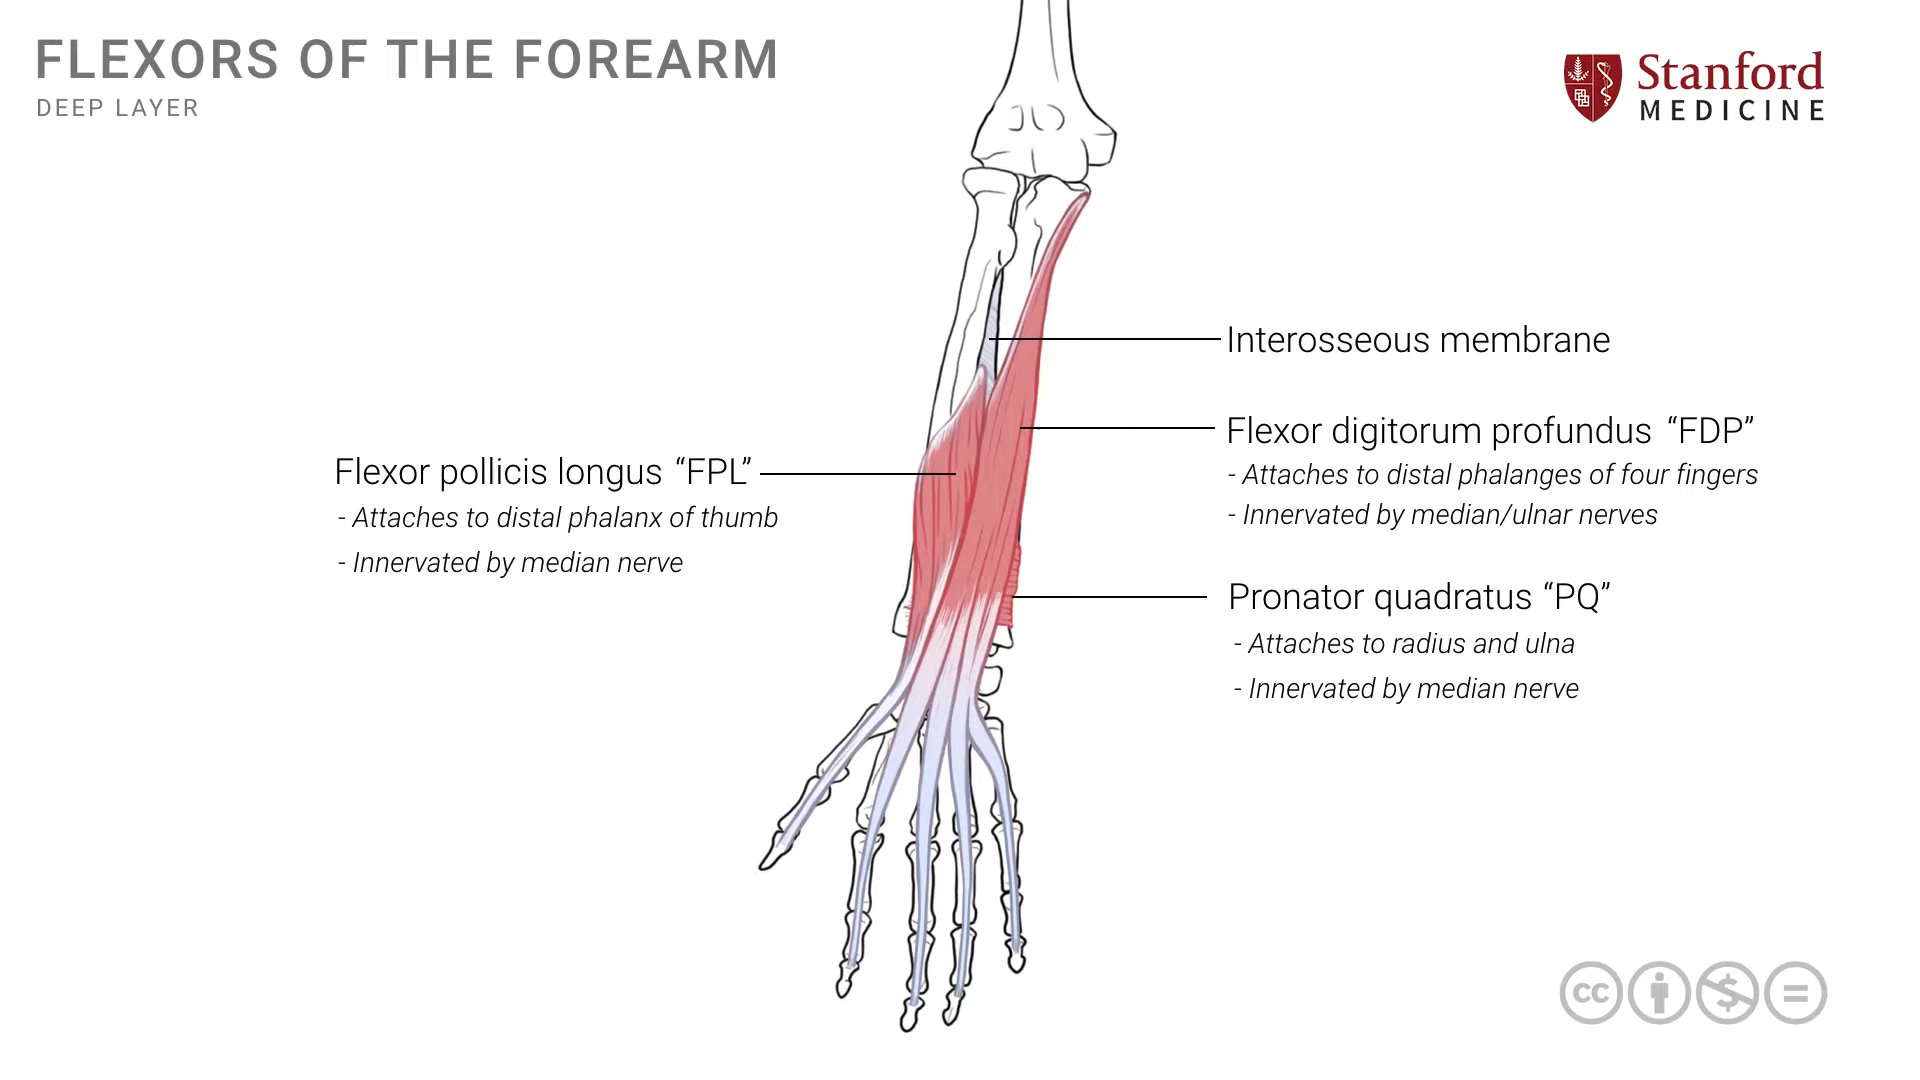 FLEXORS OF THE FOREARM
DEEP LAYER
Stanford
MEDICINE
Interosseous membrane
Flexor digitorum profundus “FDP”
- Attaches to distal phalanges of four fingers
- Innervated by median/ulnar nerves
Flexor pollicis longus “FPL”
- Attaches to distal phalanx of thumb
- Innervated by median nerve
Pronator quadratus “PQ”
- Attaches to radius and ulna
- Innervated by median nerve
cc